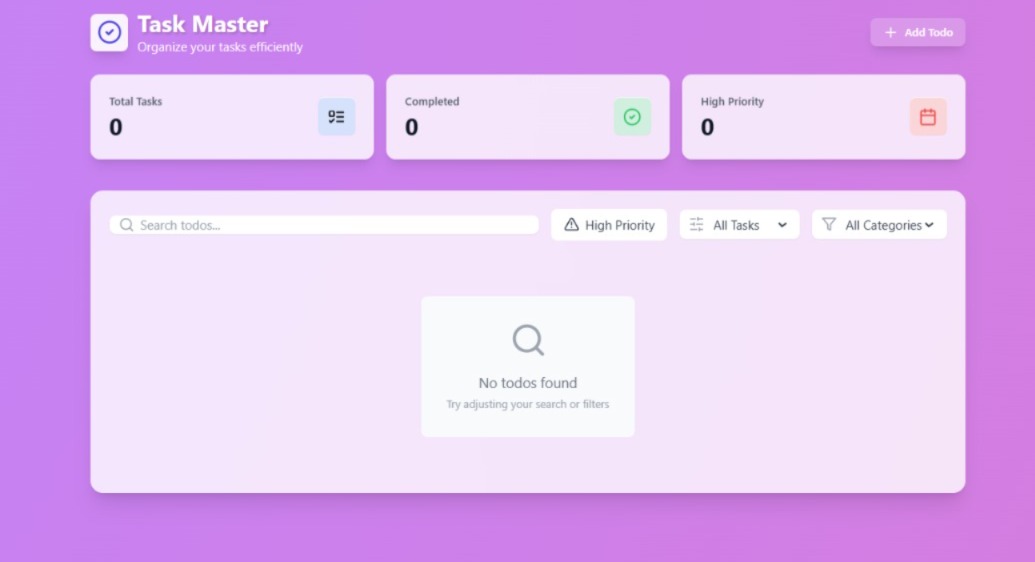 Task Master
Organize your tasks efficiently
Add Todo
Total Tasks
0
Completed
0
High Priority
0
Search todos...
High Priority
All Tasks
All Categories
No todos found
Try adjusting your search or filters